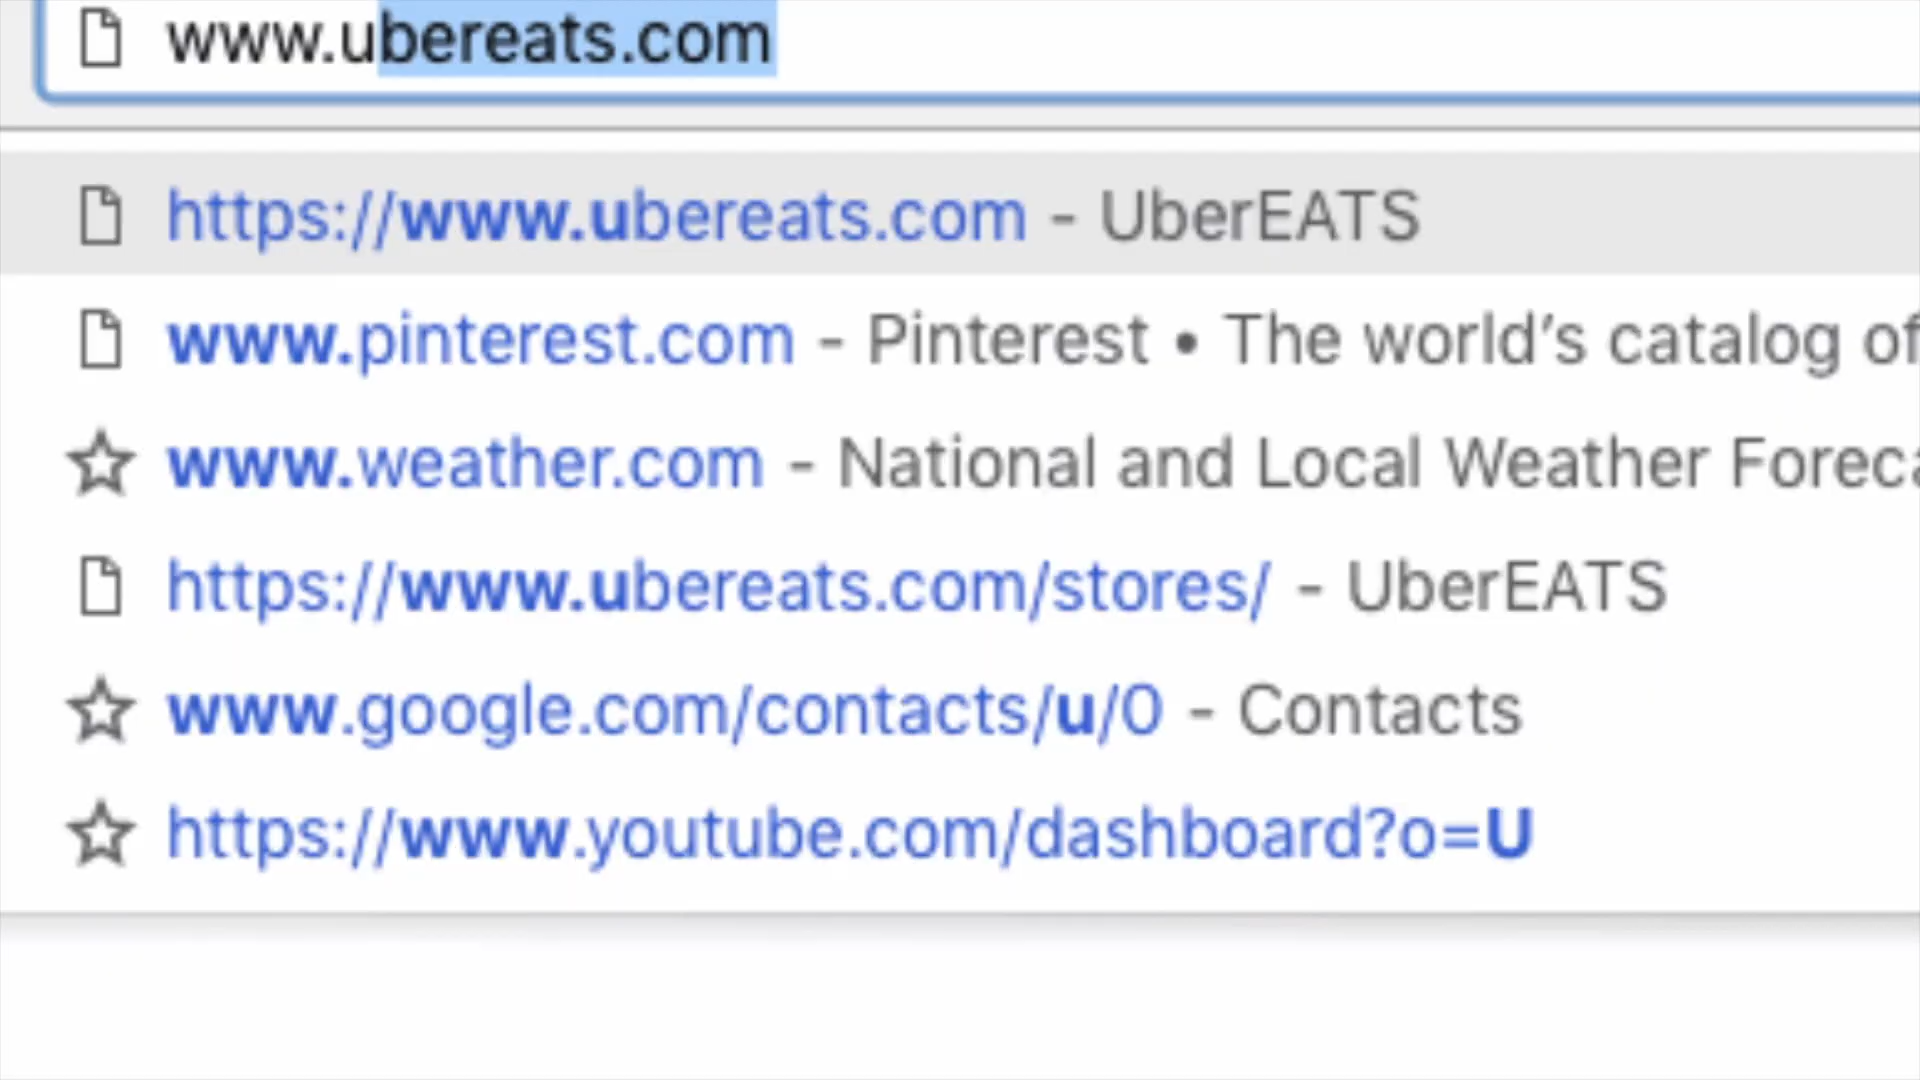 www.ubereats.com
https://www.ubereats.com - UberEATS
www.pinterest.com - Pinterest • The world's catalog of
www.weather.com - National and Local Weather Foreca
https://www.ubereats.com/stores/ - UberEATS
www.google.com/contacts/u/0 - Contacts
https://www.youtube.com/dashboard?o=U